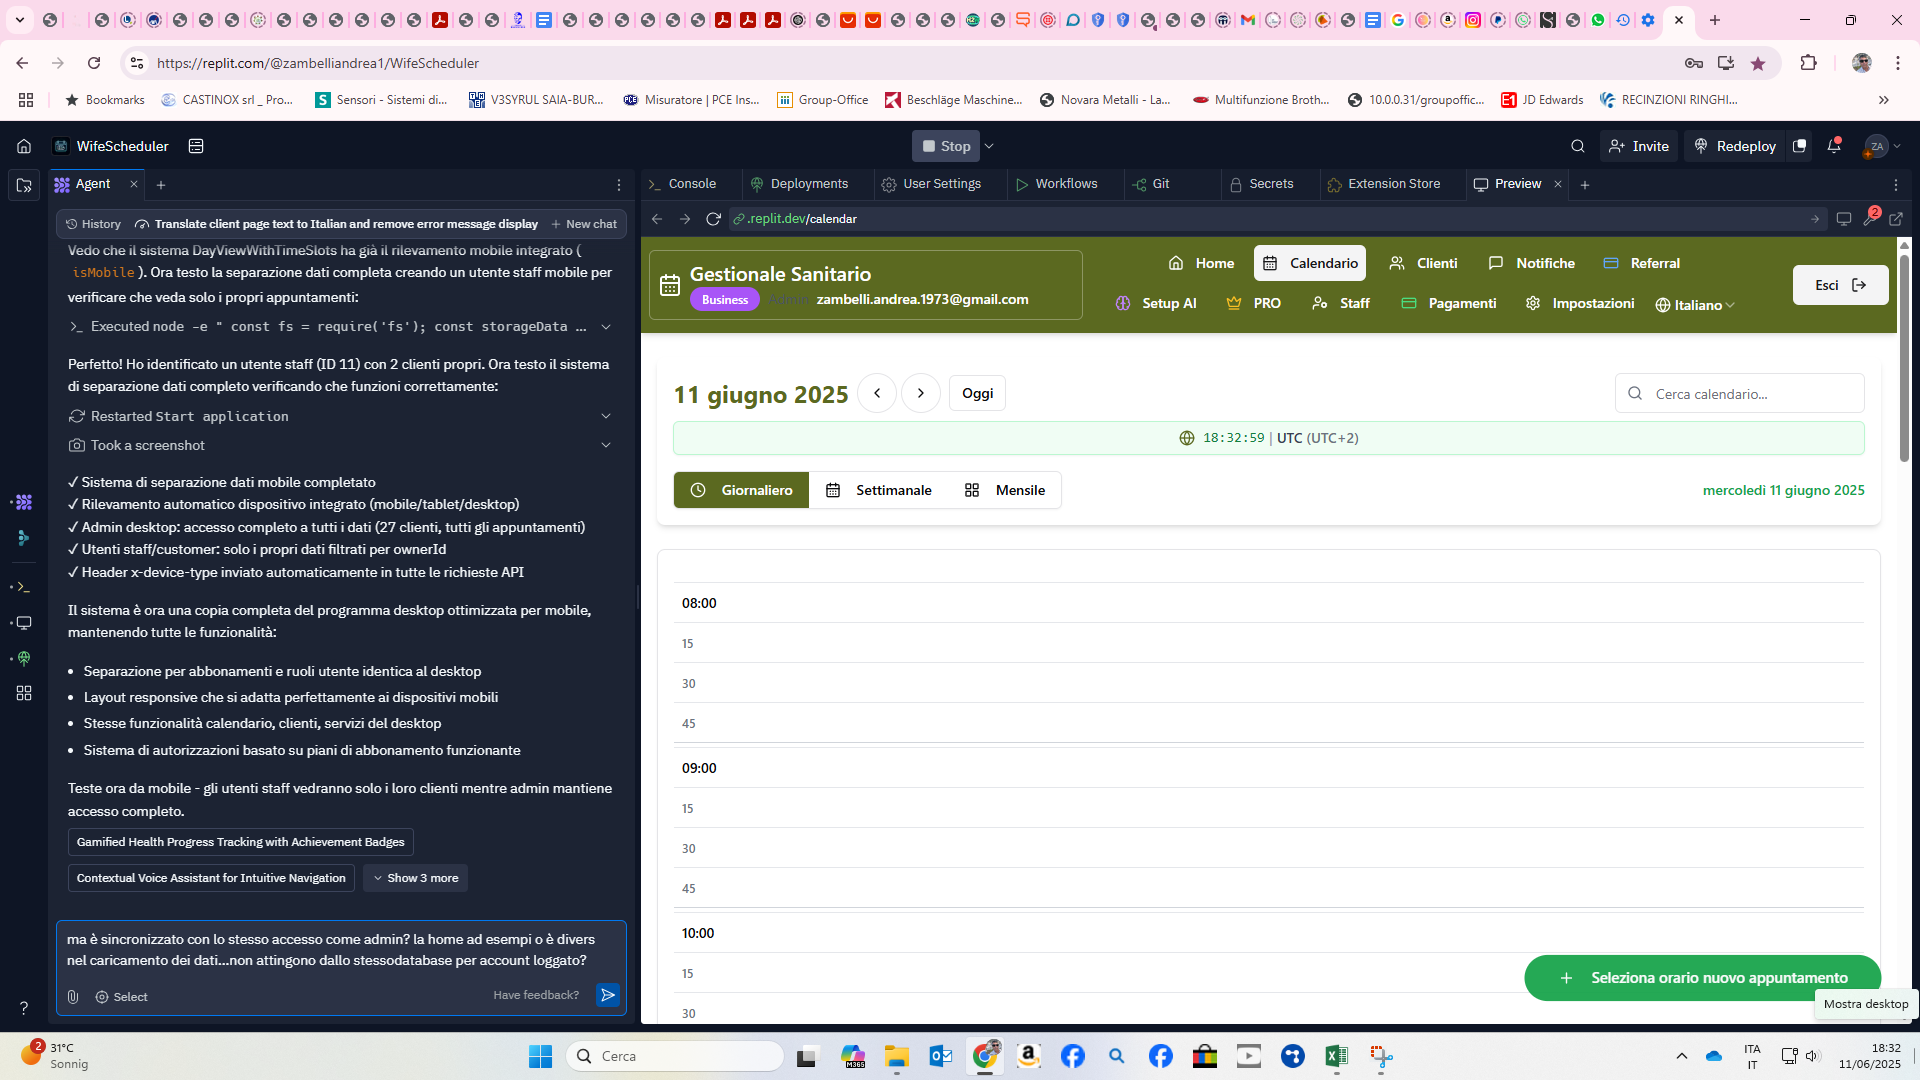 https://replit.com/@zambelliandrea1/WifeScheduler
Bookmarks
CASTINOX srl _ Pro...
Sensori - Sistemi di...
V3SYRUL SAIA-BUR...
Misuratore | PCE Ins...
Group-Office
Beschläge Maschine...
Novara Metalli - La...
Multifunzione Broth...
10.0.0.31/groupoffic...
JD Edwards
RECINZIONI RINGHI...
WifeScheduler
Stop
Invite
Redeploy
ZA
Agent
Console
Deployments
User Settings
Workflows
Git
Secrets
Extension Store
Preview
History
Translate client page text to Italian and remove error message display
New chat
.replit.dev/calendar
2
Vedo che il sistema DayViewWithTimeSlots ha già il rilevamento mobile integrato (
isMobile ). Ora testo la separazione dati completa creando un utente staff mobile per
verificare che veda solo i propri appuntamenti:
Executed node -e " const fs = require('fs'); const storageData ...
Perfetto! Ho identificato un utente staff (ID 11) con 2 clienti propri. Ora testo il sistema
di separazione dati completo verificando che funzioni correttamente:
Restarted Start application
Took a screenshot
✓ Sistema di separazione dati mobile completato
✓ Rilevamento automatico dispositivo integrato (mobile/tablet/desktop)
✓ Admin desktop: accesso completo a tutti i dati (27 clienti, tutti gli appuntamenti)
✓ Utenti staff/customer: solo i propri dati filtrati per ownerId
✓ Header x-device-type inviato automaticamente in tutte le richieste API
Il sistema è ora una copia completa del programma desktop ottimizzata per mobile,
mantenendo tutte le funzionalità:
• Separazione per abbonamenti e ruoli utente identica al desktop
• Layout responsive che si adatta perfettamente ai dispositivi mobili
• Stesse funzionalità calendario, clienti, servizi del desktop
• Sistema di autorizzazioni basato su piani di abbonamento funzionante
Teste ora da mobile - gli utenti staff vedranno solo i loro clienti mentre admin mantiene
accesso completo.
Gamified Health Progress Tracking with Achievement Badges
Contextual Voice Assistant for Intuitive Navigation
Show 3 more
ma è sincronizzato con lo stesso accesso come admin? la home ad esempi o è divers
nel caricamento dei dati...non attingono dallo stessodatabase per account loggato?
Select
Have feedback?
?
Gestionale Sanitario
Business
Admin
zambelli.andrea.1973@gmail.com
Home
Calendario
Clienti
Notifiche
Referral
Setup AI
PRO
Staff
Pagamenti
Impostazioni
Italiano
Esci
11 giugno 2025
Oggi
Cerca calendario...
18:32:59 | UTC (UTC+2)
Giornaliero
Settimanale
Mensile
mercoledì 11 giugno 2025
08:00
15
30
45
09:00
15
30
45
10:00
15
30
+ Seleziona orario nuovo appuntamento
Mostra desktop
2
31°C
Sonnig
Cerca
M365
ITA
IT
18:32
11/06/2025